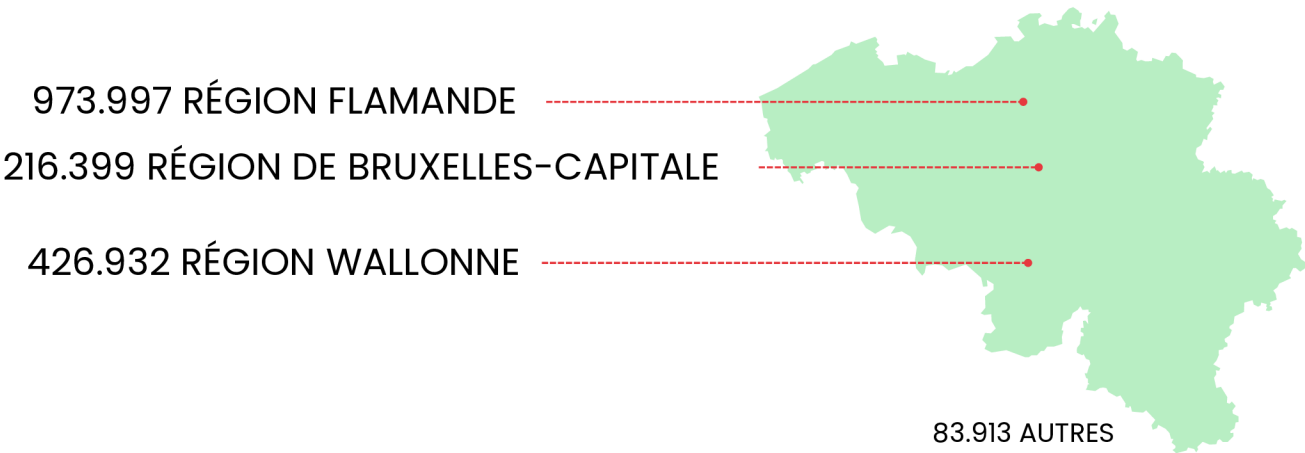 973.997 RÉGION FLAMANDE
216.399 RÉGION DE BRUXELLES-CAPITALE
426.932 RÉGION WALLONNE
83.913 AUTRES